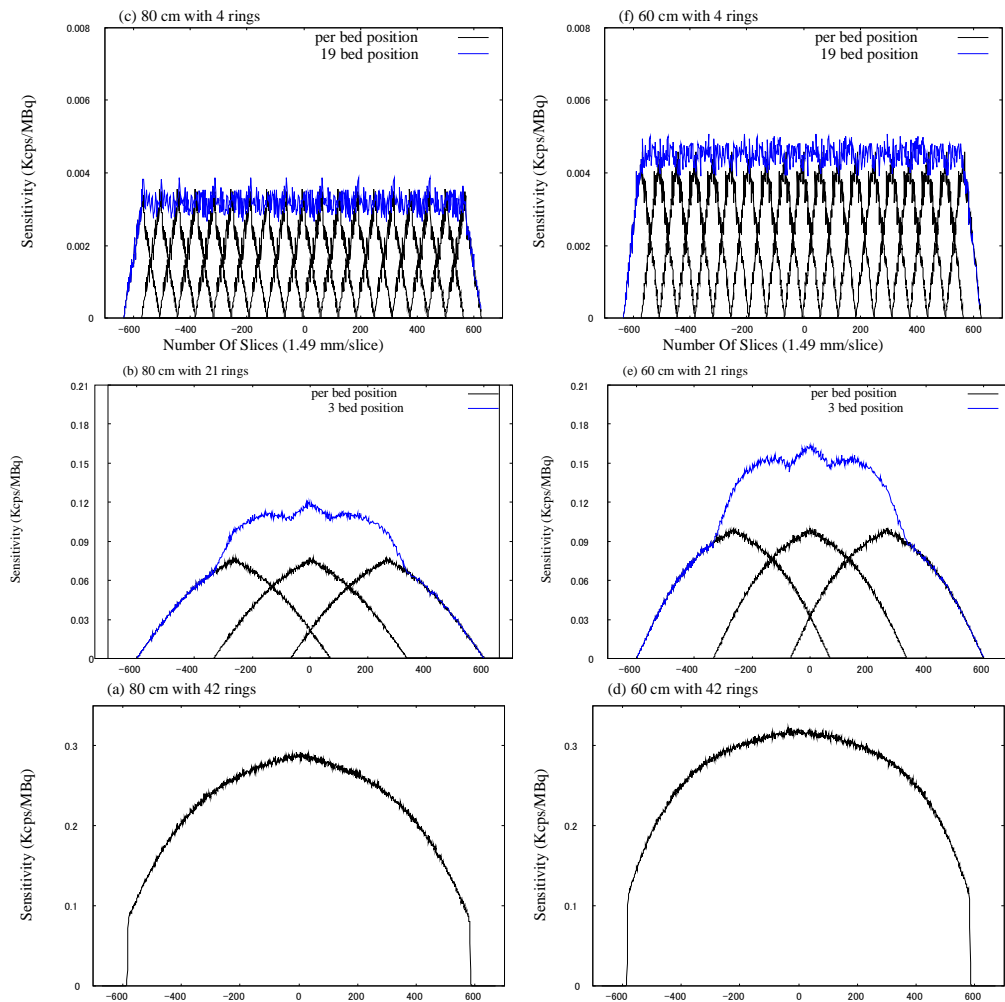 (c) 80 cm with 4 rings
per bed position
19 bed position
Sensitivity (Kcps/MBq)
0.008
0.006
0.004
0.002
0
−600 −400 −200 0 200 400 600
Number Of Slices (1.49 mm/slice)
(f) 60 cm with 4 rings
per bed position
19 bed position
Sensitivity (Kcps/MBq)
0.008
0.006
0.004
0.002
0
−600 −400 −200 0 200 400 600
Number Of Slices (1.49 mm/slice)
(b) 80 cm with 21 rings
per bed position
3 bed position
Sensitivity (Kcps/MBq)
0.21
0.18
0.15
0.12
0.09
0.06
0.03
0
−600 −400 −200 0 200 400 600
(e) 60 cm with 21 rings
per bed position
3 bed position
Sensitivity (Kcps/MBq)
0.21
0.18
0.15
0.12
0.09
0.06
0.03
0
−600 −400 −200 0 200 400 600
(a) 80 cm with 42 rings
Sensitivity (Kcps/MBq)
0.3
0.2
0.1
0
−600 −400 −200 0 200 400 600
(d) 60 cm with 42 rings
Sensitivity (Kcps/MBq)
0.3
0.2
0.1
0
−600 −400 −200 0 200 400 600